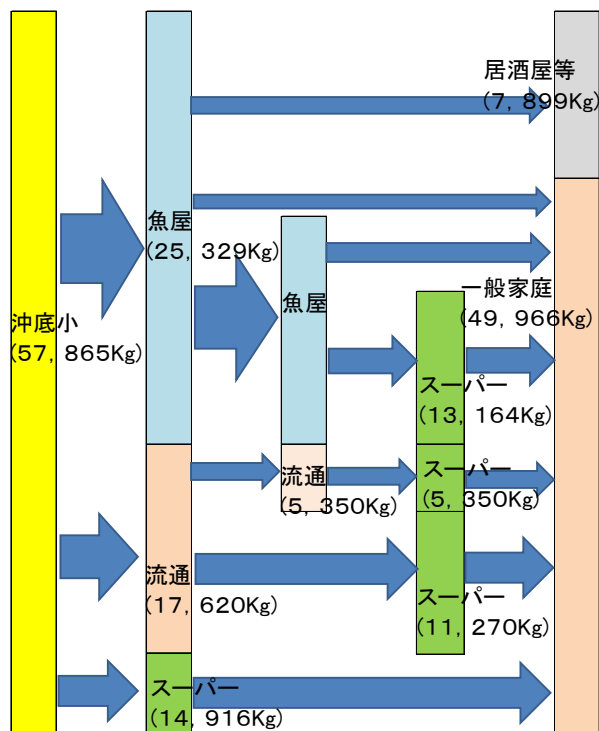 居酒屋等
(7,899Kg)
魚屋
(25,329Kg)
魚屋
一般家庭
(49,966Kg)
沖底小
(57,865Kg)
スーパー
(13,164Kg)
流通
(5,350Kg)
スーパー
(5,350Kg)
流通
(17,620Kg)
スーパー
(11,270Kg)
スーパー
(14,916Kg)